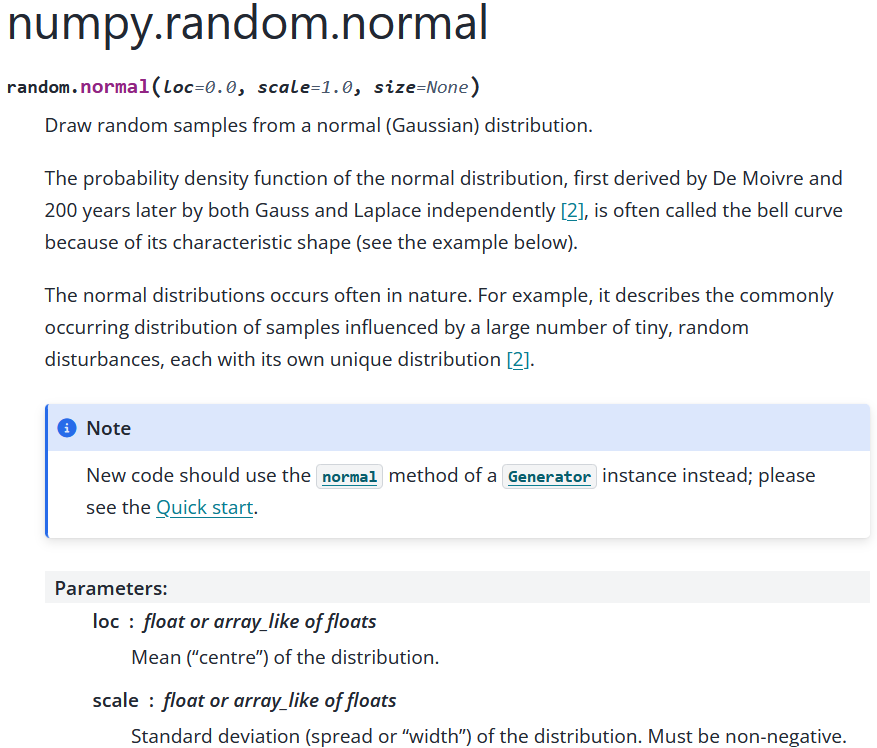 numpy.random.normal
random.normal(loc=0.0, scale=1.0, size=None)
Draw random samples from a normal (Gaussian) distribution.
The probability density function of the normal distribution, first derived by De Moivre and
200 years later by both Gauss and Laplace independently [2], is often called the bell curve
because of its characteristic shape (see the example below).
The normal distributions occurs often in nature. For example, it describes the commonly
occurring distribution of samples influenced by a large number of tiny, random
disturbances, each with its own unique distribution [2].
Note
New code should use the normal method of a Generator instance instead; please
see the Quick start.
Parameters:
loc : float or array_like of floats
Mean (“centre”) of the distribution.
scale : float or array_like of floats
Standard deviation (spread or “width”) of the distribution. Must be non-negative.